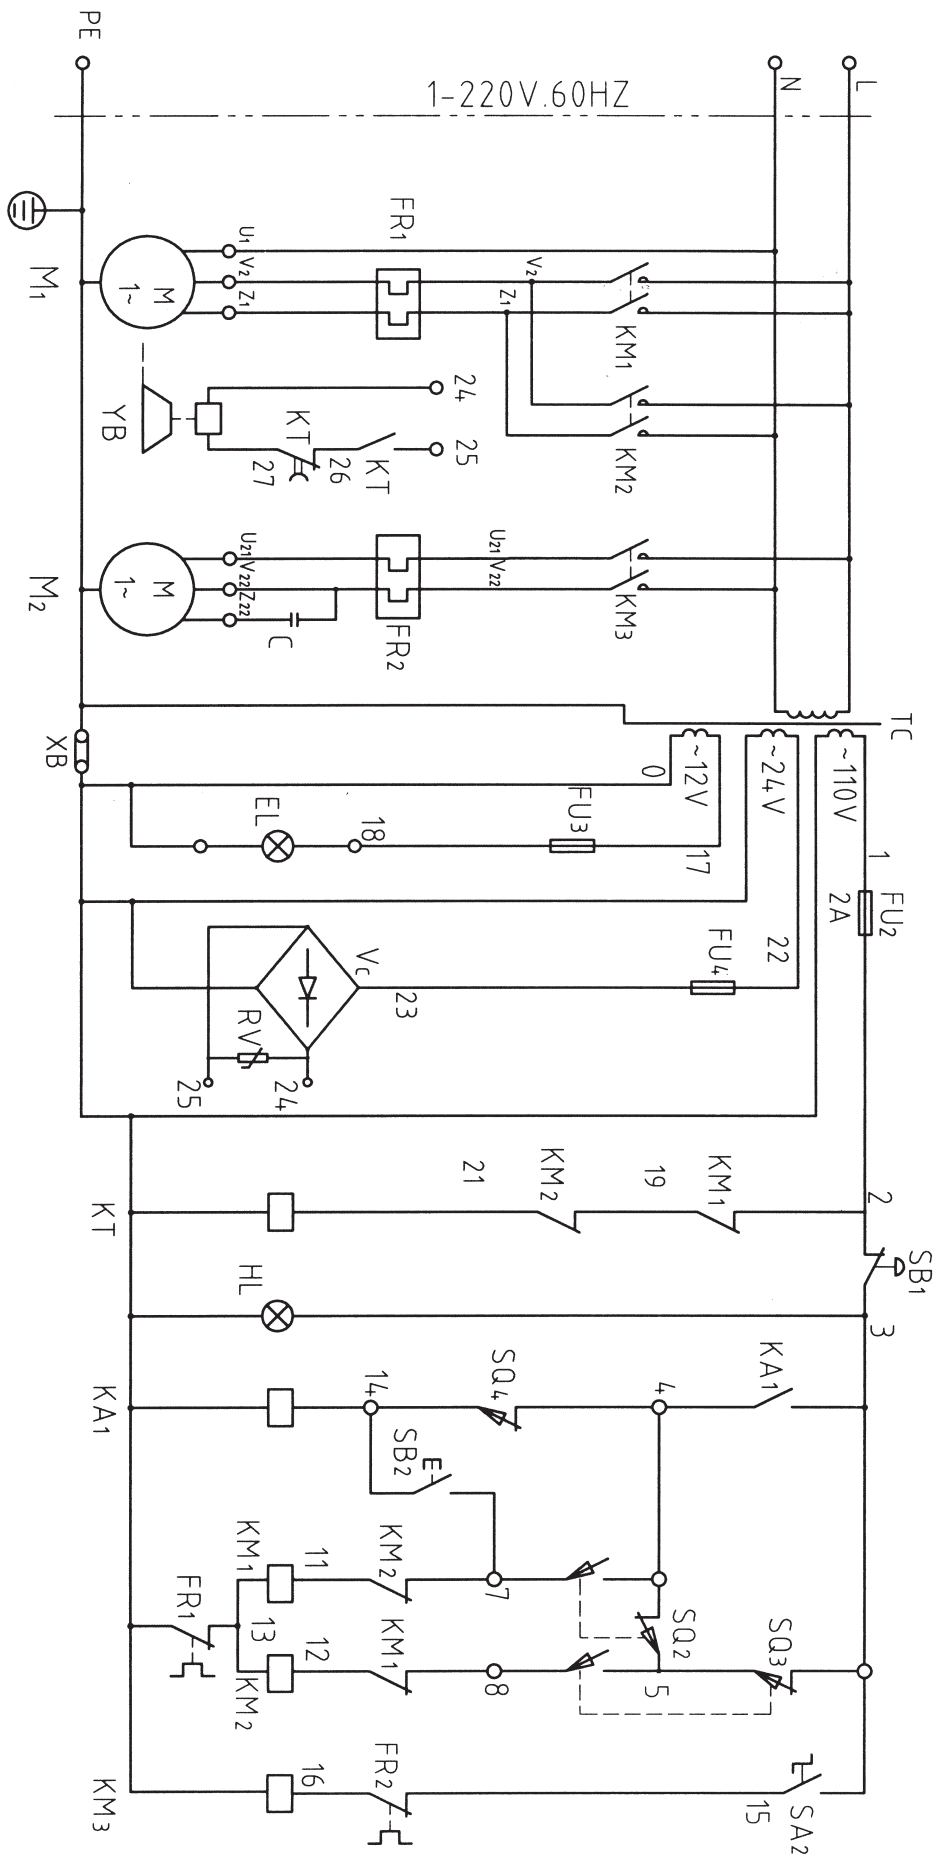 L
N
PE
1-220V.60HZ
M1
M
1~
U1
V2
Z1
FR1
V2
Z1
KM1
KM2
24
25
YB
KT
27
26
KT
M2
M
1~
U21
V22
Z22
C
FR2
U21
V22
KM3
TC
~110V
~24V
~12V
0
XB
EL
18
FU3
17
1
FU2
2A
22
FU4
23
Vc
RV
24
25
2
KM1
19
KM2
21
KT
SB1
3
HL
KA1
4
SQ4
14
KA1
SB2
7
KM2
11
KM1
SQ2
SQ3
5
8
KM1
12
KM2
13
FR1
SA2
15
FR2
16
KM3